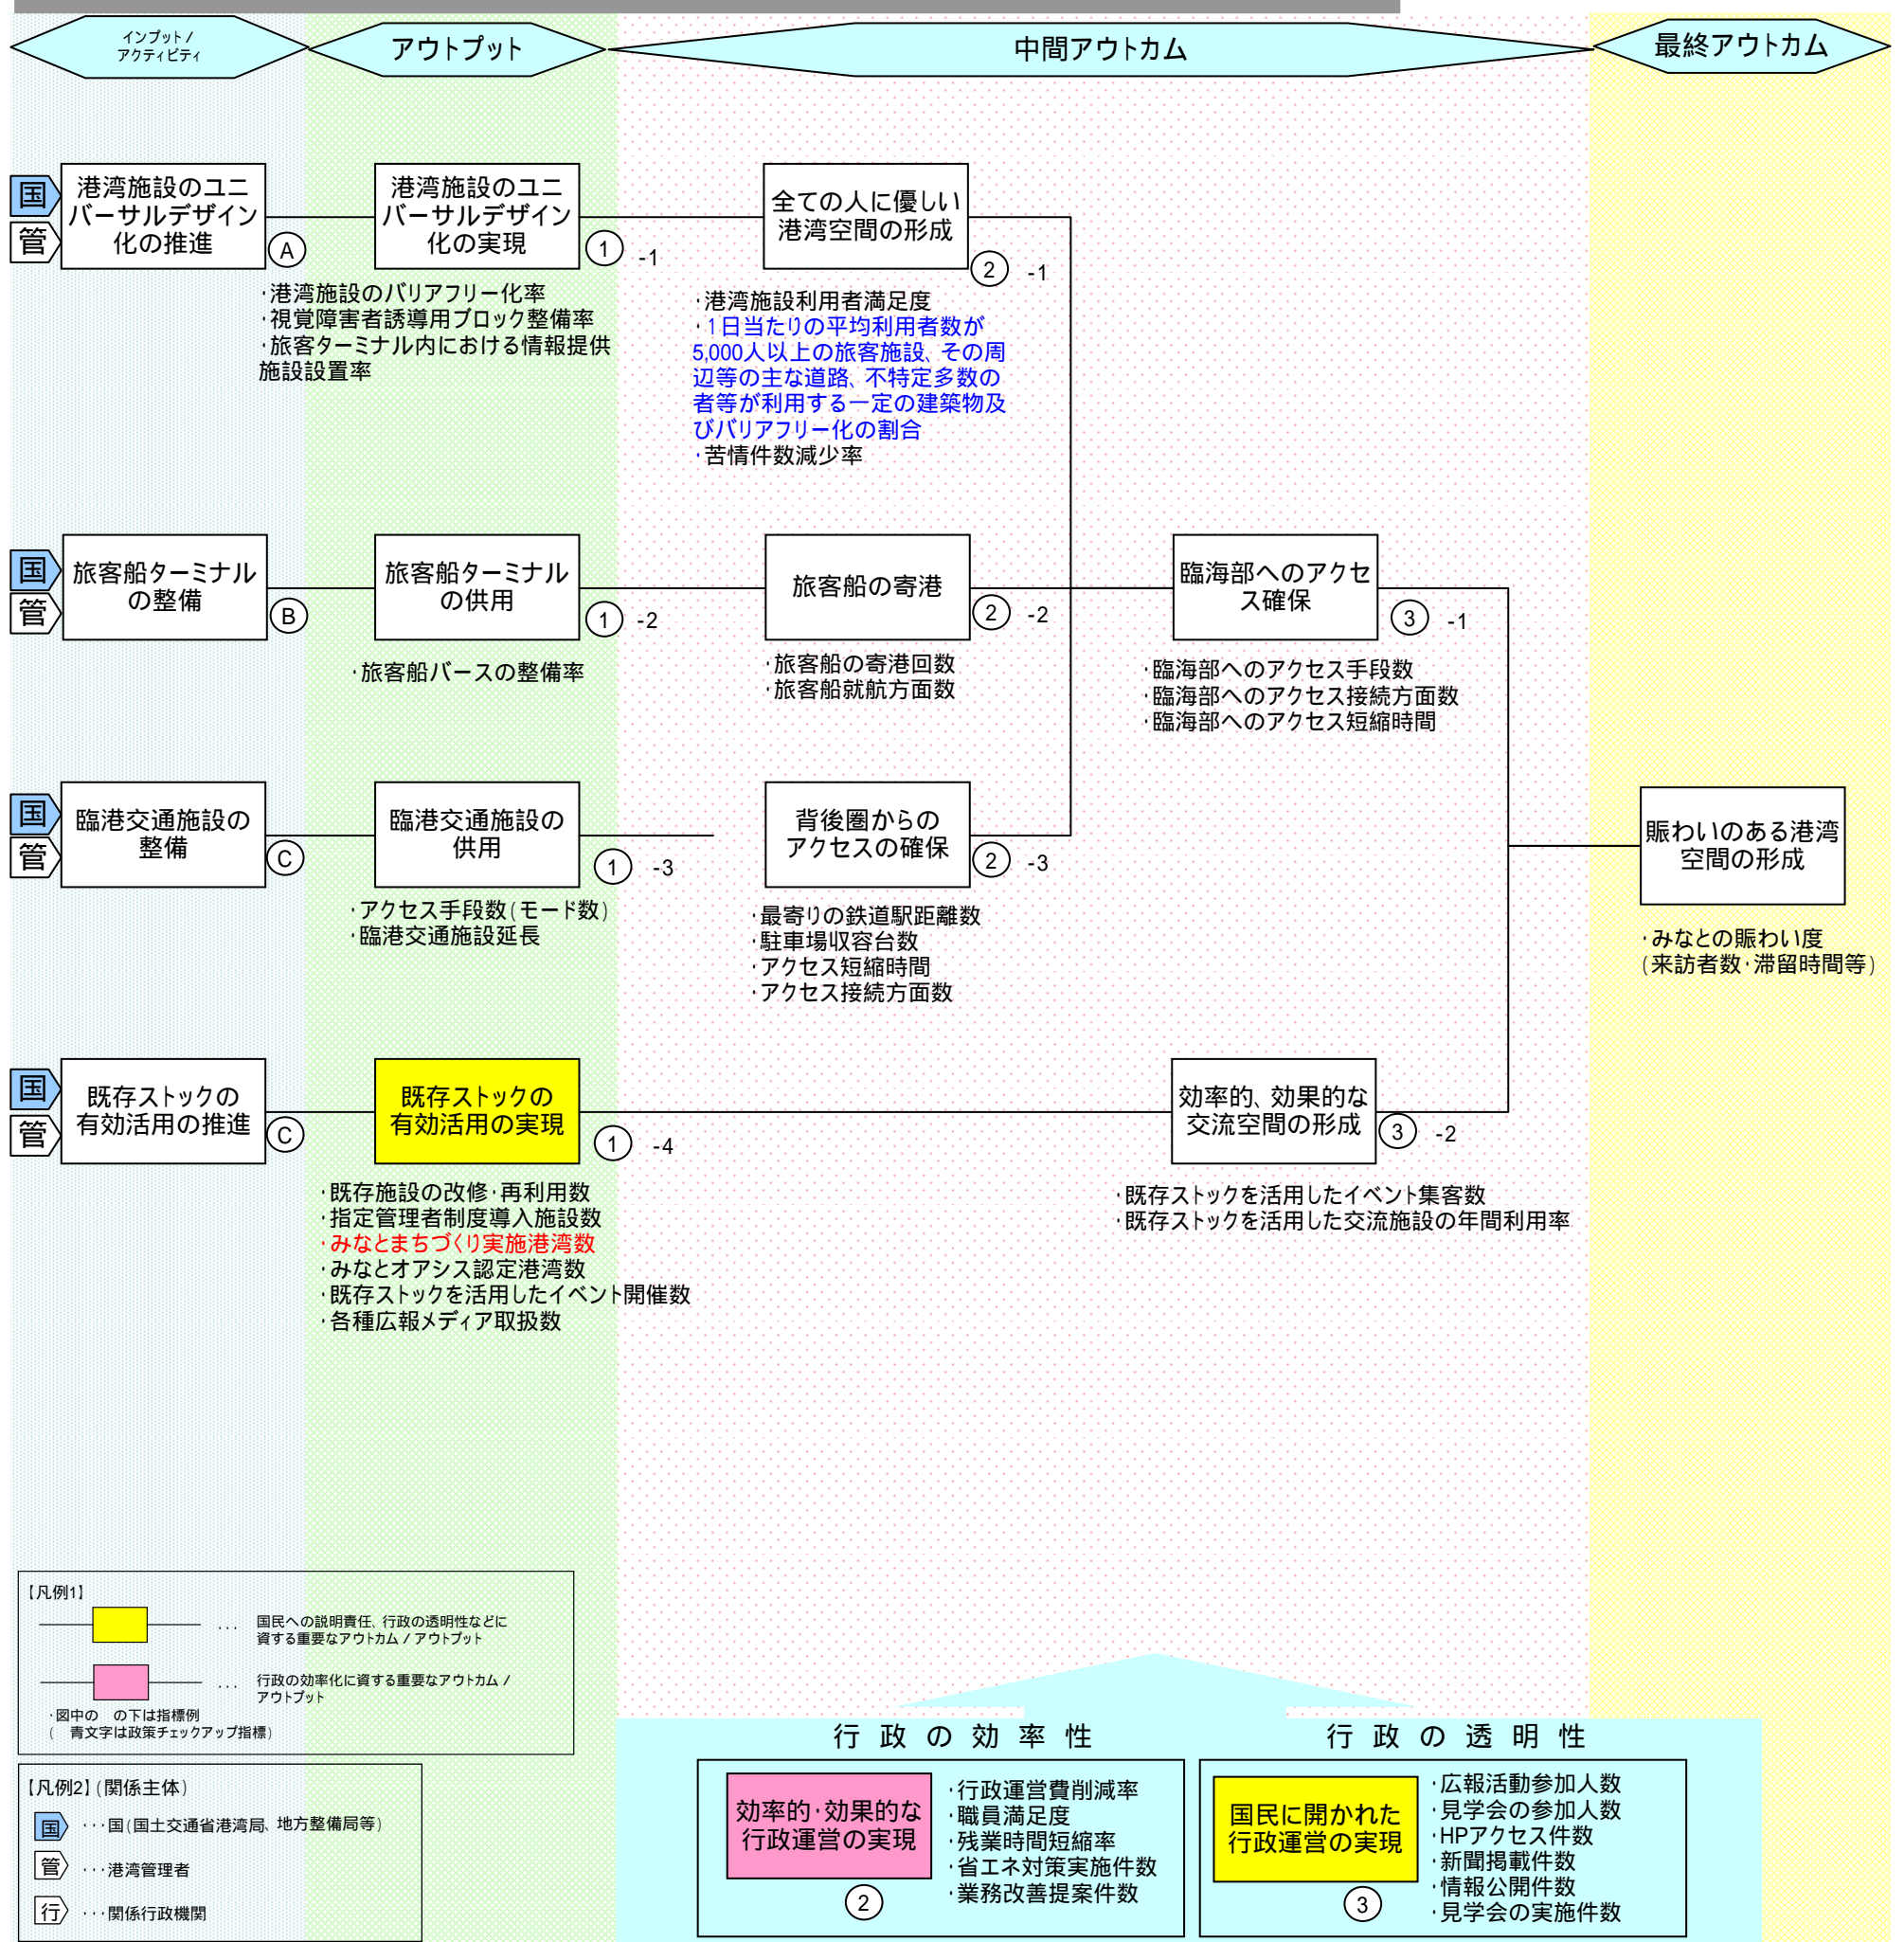 インプット /
アクティビティ
アウトプット
中間アウトカム
最終アウトカム
国
管
港湾施設のユニ
バーサルデザイン
化の推進
A
港湾施設のユニ
バーサルデザイン
化の実現
1 -1
・港湾施設のバリアフリー化率
・視覚障害者誘導用ブロック整備率
・旅客ターミナル内における情報提供
施設設置率
全ての人に優しい
港湾空間の形成
2 -1
・港湾施設利用者満足度
・1日当たりの平均利用者数が
5,000人以上の旅客施設、その周
辺等の主な道路、不特定多数の
者等が利用する一定の建築物及
びバリアフリー化の割合
・苦情件数減少率
国
管
旅客船ターミナル
の整備
B
旅客船ターミナル
の供用
1 -2
・旅客船バースの整備率
旅客船の寄港
2 -2
・旅客船の寄港回数
・旅客船就航方面数
臨海部へのアクセ
ス確保
3 -1
・臨海部へのアクセス手段数
・臨海部へのアクセス接続方面数
・臨海部へのアクセス短縮時間
国
管
臨港交通施設の
整備
C
臨港交通施設の
供用
1 -3
・アクセス手段数(モード数)
・臨港交通施設延長
背後圏からの
アクセスの確保
2 -3
・最寄りの鉄道駅距離数
・駐車場収容台数
・アクセス短縮時間
・アクセス接続方面数
賑わいのある港湾
空間の形成
・みなとの賑わい度
(来訪者数・滞留時間等)
国
管
既存ストックの
有効活用の推進
C
既存ストックの
有効活用の実現
1 -4
・既存施設の改修・再利用数
・指定管理者制度導入施設数
・みなとまちづくり実施港湾数
・みなとオアシス認定港湾数
・既存ストックを活用したイベント開催数
・各種広報メディア取扱数
効率的、効果的な
交流空間の形成
3 -2
・既存ストックを活用したイベント集客数
・既存ストックを活用した交流施設の年間利用率
【凡例1】
・・・ 国民への説明責任、行政の透明性などに
資する重要なアウトカム / アウトプット
・・・ 行政の効率化に資する重要なアウトカム /
アウトプット
・図中の の下は指標例
( 青文字は政策チェックアップ指標)
【凡例2】(関係主体)
国 ・・・国(国土交通省港湾局、地方整備局等)
管 ・・・港湾管理者
行 ・・・関係行政機関
行政の効率性
効率的・効果的な
行政運営の実現
2
・行政運営費削減率
・職員満足度
・残業時間短縮率
・省エネ対策実施件数
・業務改善提案件数
行政の透明性
国民に開かれた
行政運営の実現
3
・広報活動参加人数
・見学会の参加人数
・HPアクセス件数
・新聞掲載件数
・情報公開件数
・見学会の実施件数